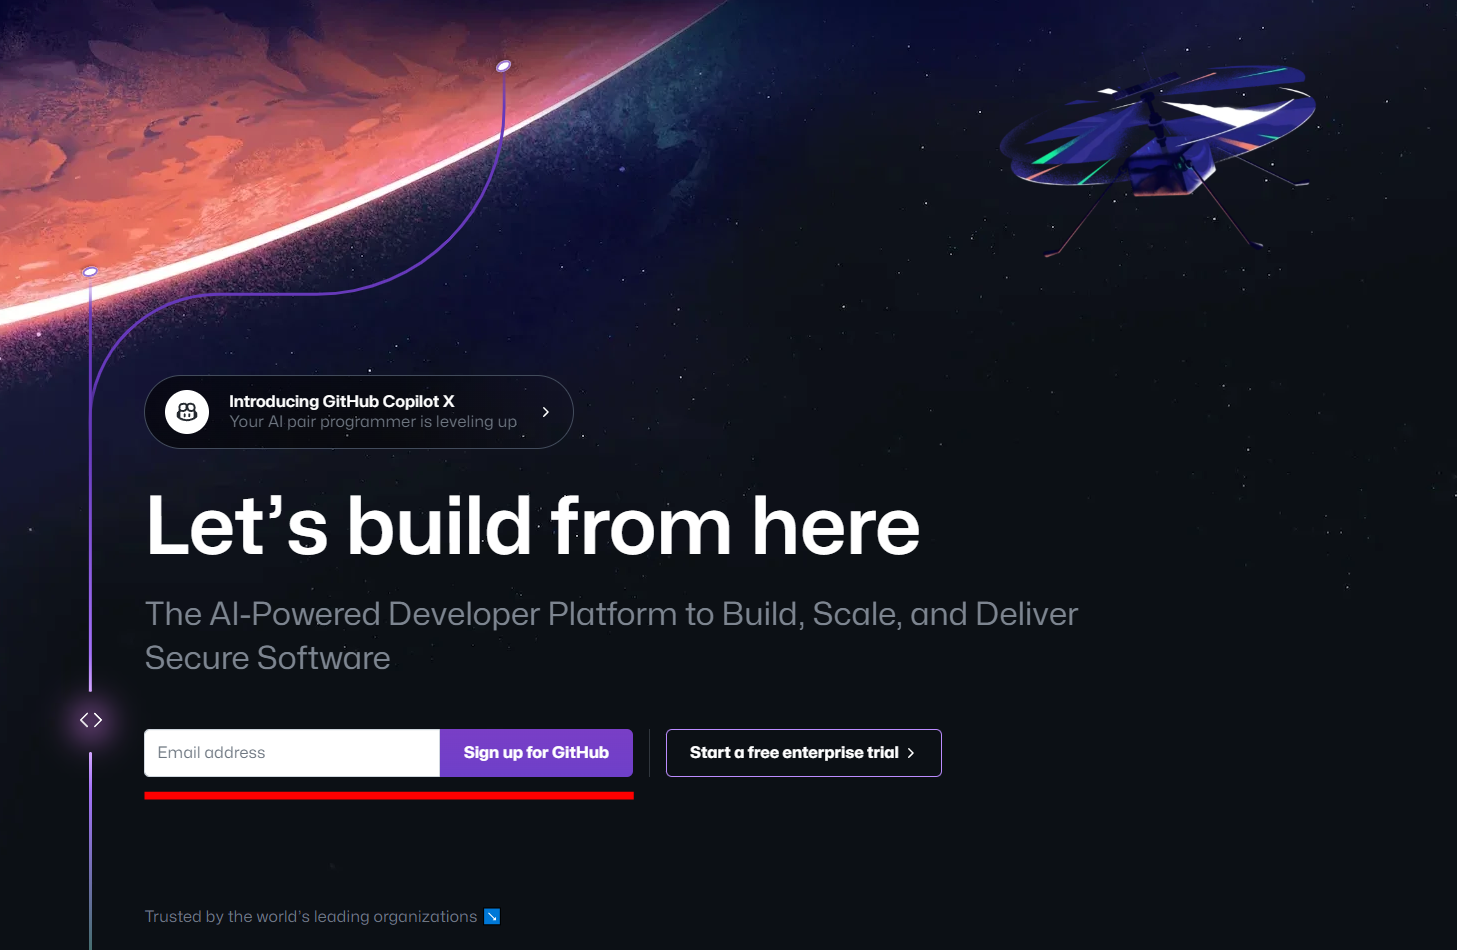 Introducing GitHub Copilot X
Your AI pair programmer is leveling up
Let’s build from here
The AI-Powered Developer Platform to Build, Scale, and Deliver
Secure Software
Email address
Sign up for GitHub
Start a free enterprise trial
Trusted by the world’s leading organizations ↘